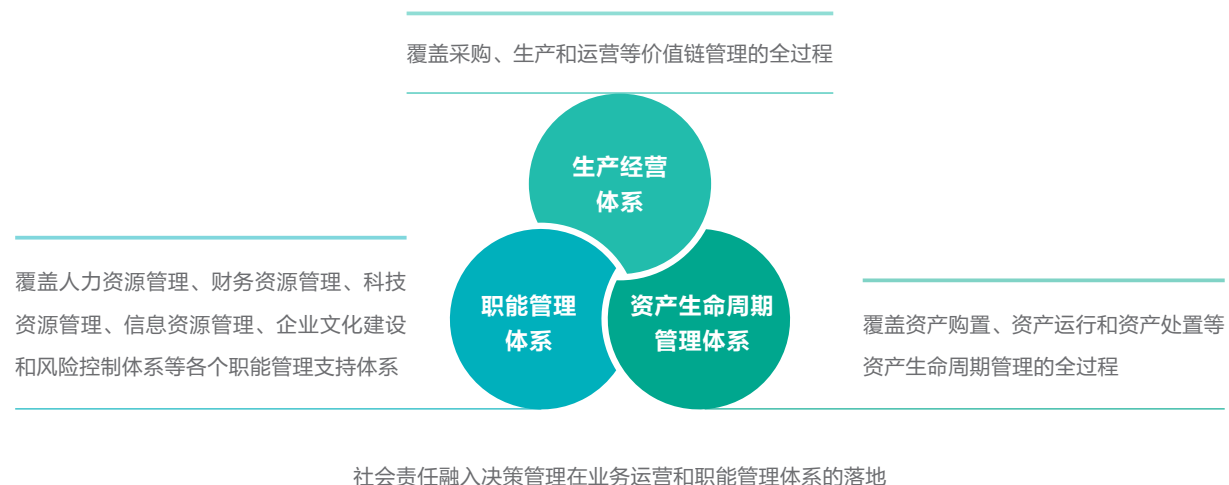 覆盖采购、生产和运营等价值链管理的全过程
生产经营
体系
覆盖人力资源管理、财务资源管理、科技
资源管理、信息资源管理、企业文化建设
和风险控制体系等各个职能管理支持体系
职能管理
体系
资产生命周期
管理体系
覆盖资产购置、资产运行和资产处置等
资产生命周期管理的全过程
社会责任融入决策管理在业务运营和职能管理体系的落地